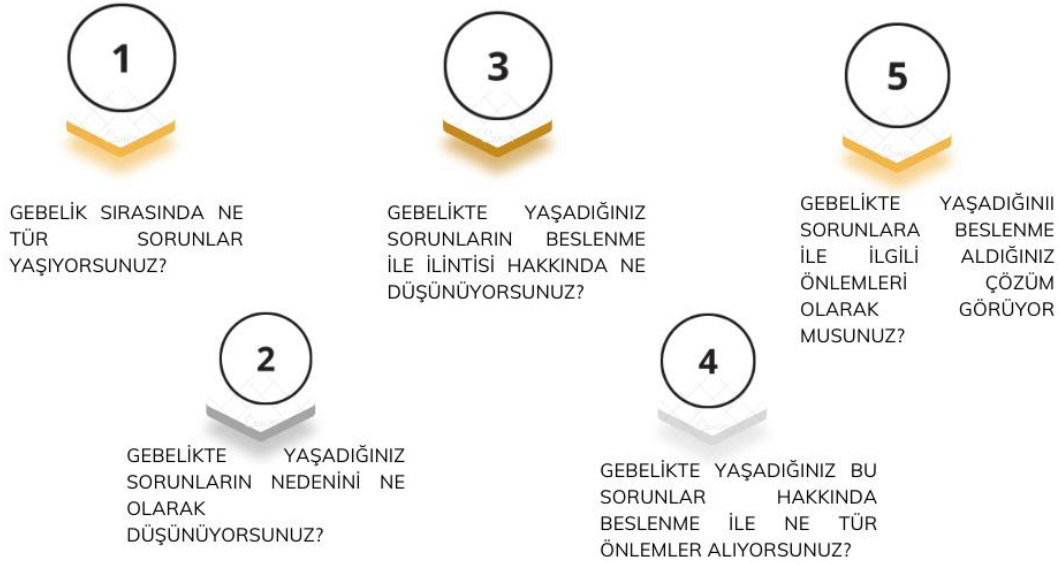 1
GEBELİK SIRASINDA NE
TÜR SORUNLAR
YAŞIYORSUNUZ?
2
GEBELİKTE YAŞADIĞINIZ
SORUNLARIN NEDENİNİ NE
OLARAK
DÜŞÜNÜYORSUNUZ?
3
GEBELİKTE YAŞADIĞINIZ
SORUNLARIN BESLENME
İLE İLİNTİSİ HAKKINDA NE
DÜŞÜNÜYORSUNUZ?
4
GEBELİKTE YAŞADIĞINIZ BU
SORUNLAR HAKKINDA
BESLENME İLE NE TÜR
ÖNLEMLER ALIYORSUNUZ?
5
GEBELİKTE YAŞADIĞINII
SORUNLARA BESLENME
İLE İLGİLİ ALDIĞINIZ
ÖNLEMLERİ ÇÖZÜM
OLARAK GÖRÜYOR
MUSUNUZ?